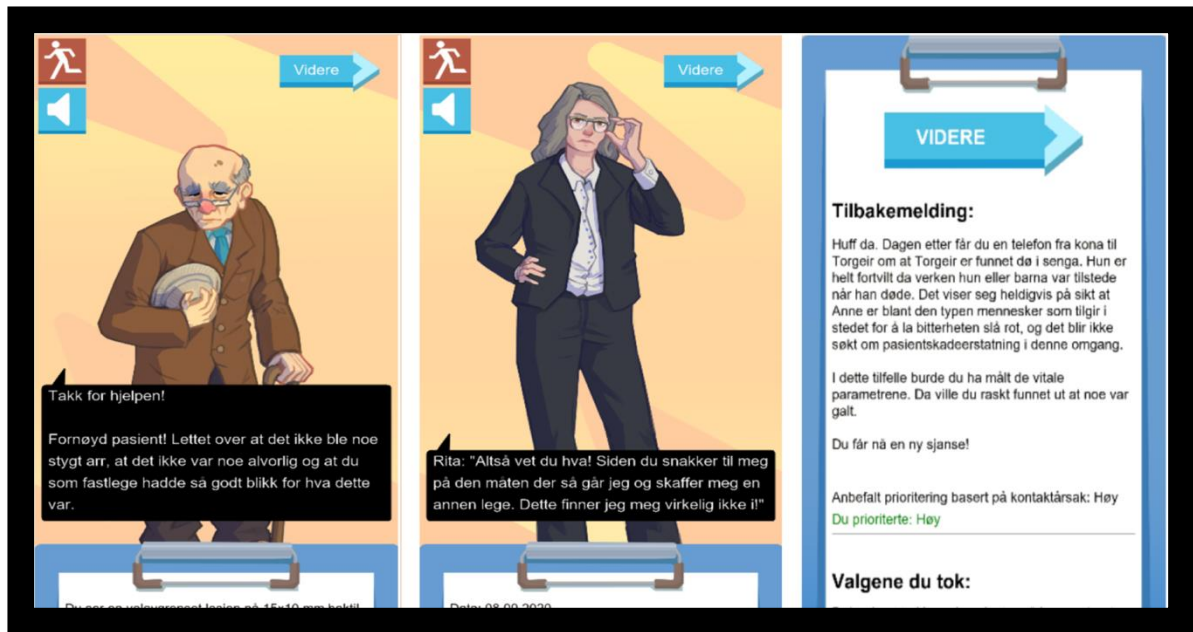 Videre
Takk for hjelpen!
Fornøyd pasient! Lettet over at det ikke ble noe
stygt arr, at det ikke var noe alvorlig og at du
som fastlege hadde så godt blikk for hva dette
var.
Videre
Rita: "Altså vet du hva! Siden du snakker til meg
på den måten der så går jeg og skaffer meg en
annen lege. Dette finner jeg meg virkelig ikke i!"
VIDERE
Tilbakemelding:
Huff da. Dagen etter får du en telefon fra kona til
Torgeir om at Torgeir er funnet dø i senga. Hun er
helt fortvilt da verken hun eller barna var tilstede
når han døde. Det viser seg heldigvis på sikt at
Anne er blant den typen mennesker som tilgir i
stedet for å la bitterheten slå rot, og det blir ikke
søkt om pasientskadeerstatning i denne omgang.
I dette tilfelle burde du ha målt de vitale
parametrene. Da ville du raskt funnet ut at noe var
galt.
Du får nå en ny sjanse!
Anbefalt prioritering basert på kontaktårsak: Høy
Du prioriterte: Høy
Valgene du tok: